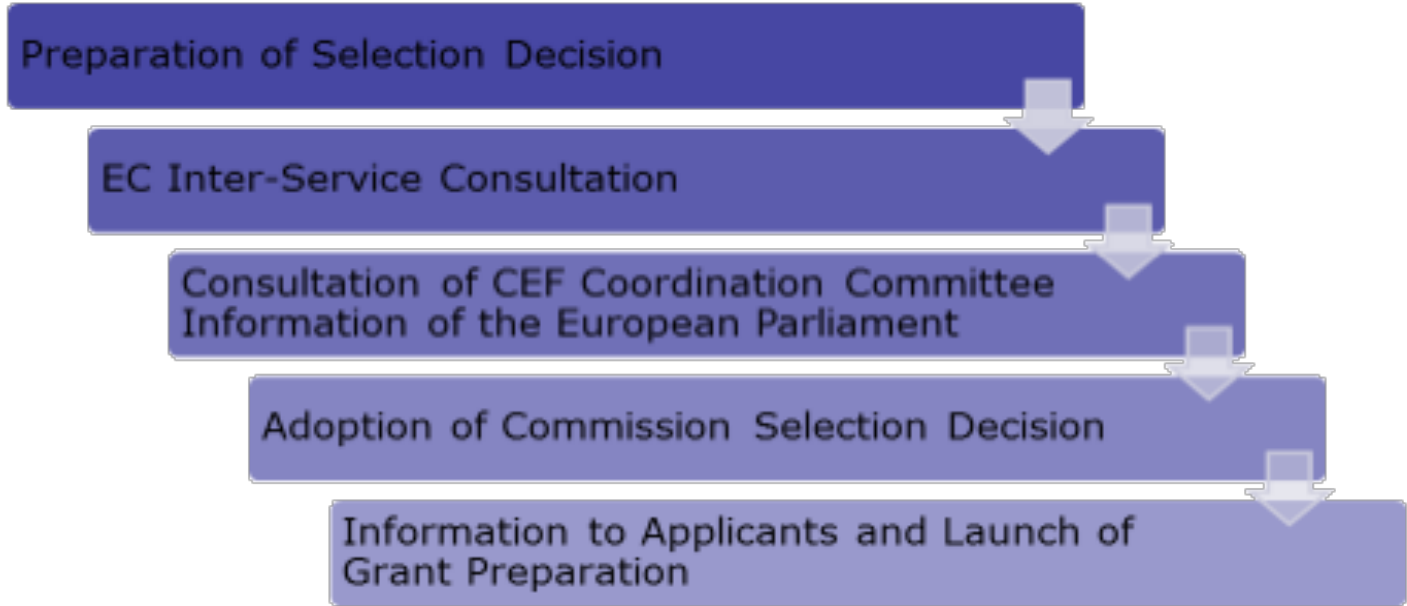 Preparation of Selection Decision
EC Inter-Service Consultation
Consultation of CEF Coordination Committee
Information of the European Parliament
Adoption of Commission Selection Decision
Information to Applicants and Launch of
Grant Preparation